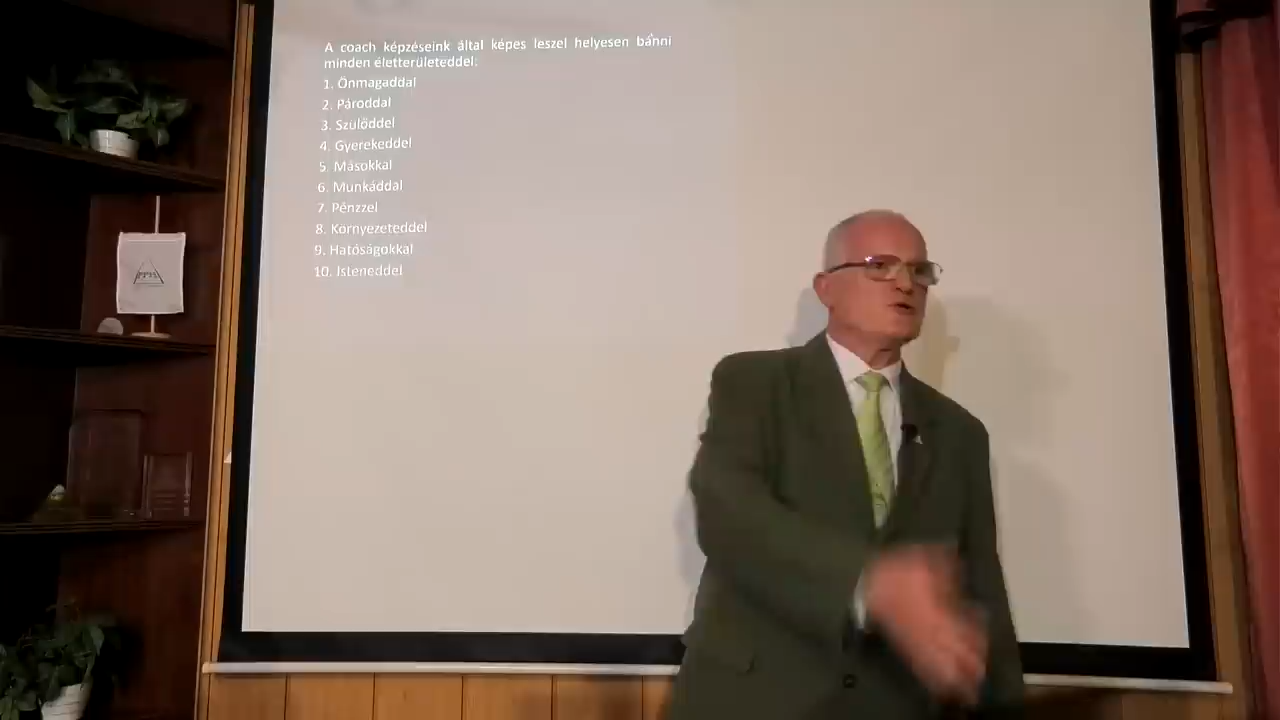 A coach képzéseink által képes leszel helyesen bánni
minden életterületeddel:
1. Önmagaddal
2. Pároddal
3. Szülőddel
4. Gyerekeddel
5. Másokkal
6. Munkáddal
7. Pénzzel
8. Környezeteddel
9. Hatóságokkal
10. Isteneddel